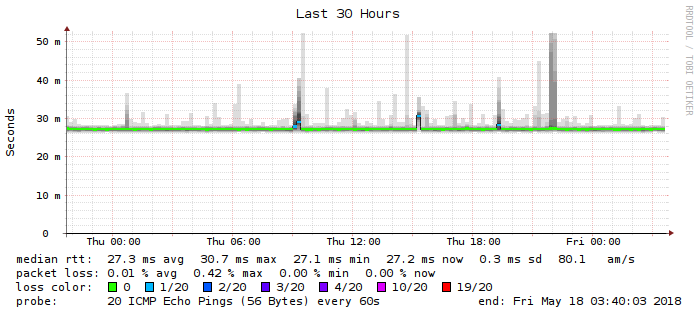 Last 30 Hours
RRDTOOL / TOBI OETIKER
Seconds
50 m
40 m
30 m
20 m
10 m
0
Thu 00:00 Thu 06:00 Thu 12:00 Thu 18:00 Fri 00:00
median rtt: 27.3 ms avg 30.7 ms max 27.1 ms min 27.2 ms now 0.3 ms sd 80.1 am/s
packet loss: 0.01 % avg 0.42 % max 0.00 % min 0.00 % now
loss color: 0 1/20 2/20 3/20 4/20 10/20 19/20
probe: 20 ICMP Echo Pings (56 Bytes) every 60s end: Fri May 18 03:40:03 2018